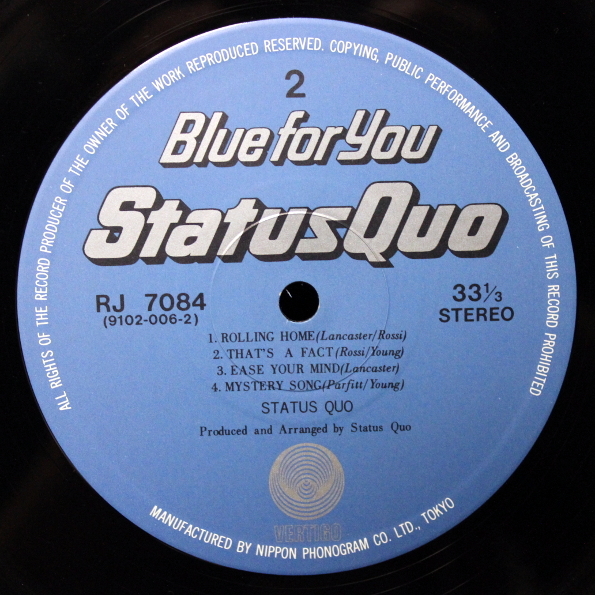 ALL RIGHTS OF THE RECORD PRODUCER OF THE OWNER OF THE WORK REPRODUCED RESERVED. COPYING, PUBLIC PERFORMANCE AND BROADCASTING OF THIS RECORD PROHIBITED
2
Blue for You
Status Quo
RJ 7084
(9102-006-2)
33 1/3
STEREO
1. ROLLING HOME (Lancaster/Rossi)
2. THAT'S A FACT (Rossi/Young)
3. EASE YOUR MIND (Lancaster)
4. MYSTERY SONG (Parfitt/Young)
STATUS QUO
Produced and Arranged by Status Quo
VERTIGO
MANUFACTURED BY NIPPON PHONOGRAM CO. LTD., TOKYO